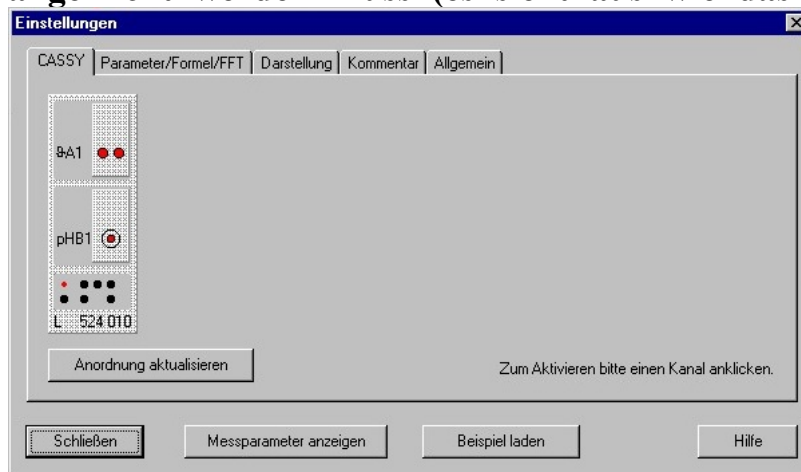 Einstellungen
CASSY Parameter/Formel/FFT Darstellung Kommentar Allgemein
ϑA1
pHB1
L 524 010
Anordnung aktualisieren
Zum Aktivieren bitte einen Kanal anklicken.
Schließen Messparameter anzeigen Beispiel laden Hilfe